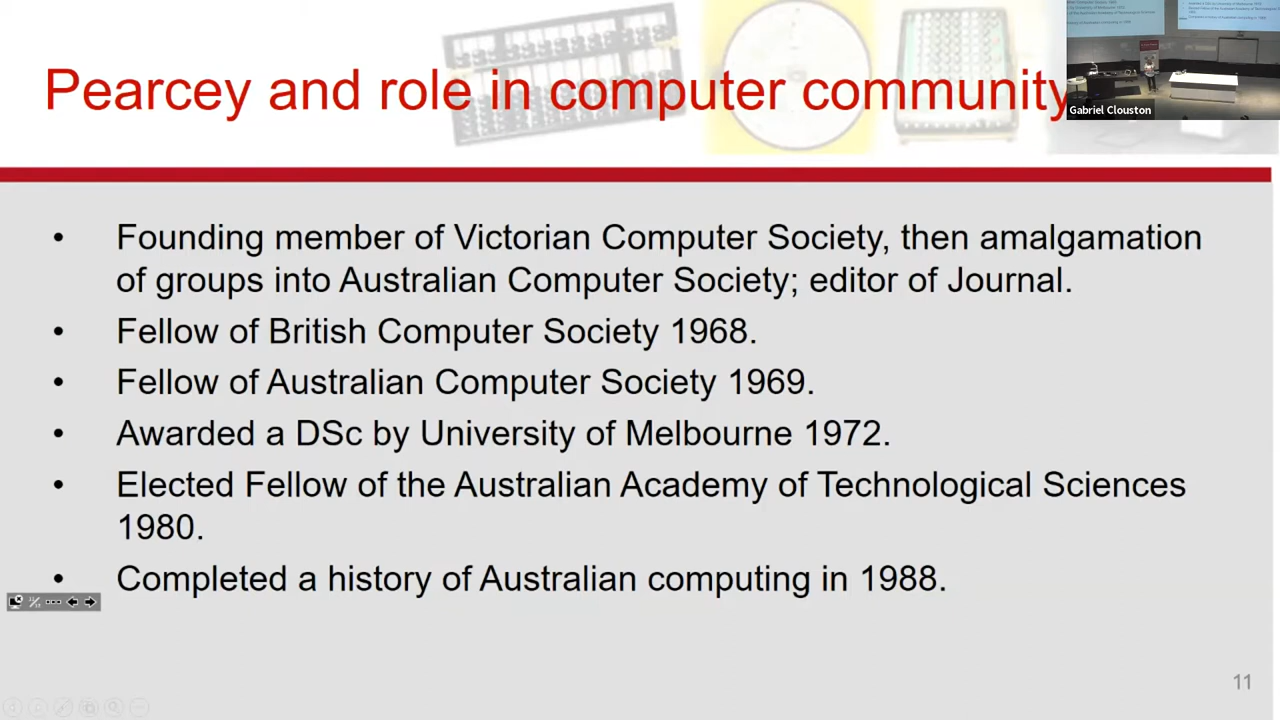 Pearcey and role in computer community
Gabriel Clouston
• Founding member of Victorian Computer Society, then amalgamation
of groups into Australian Computer Society; editor of Journal.
• Fellow of British Computer Society 1968.
• Fellow of Australian Computer Society 1969.
• Awarded a DSc by University of Melbourne 1972.
• Elected Fellow of the Australian Academy of Technological Sciences
1980.
• Completed a history of Australian computing in 1988.
11